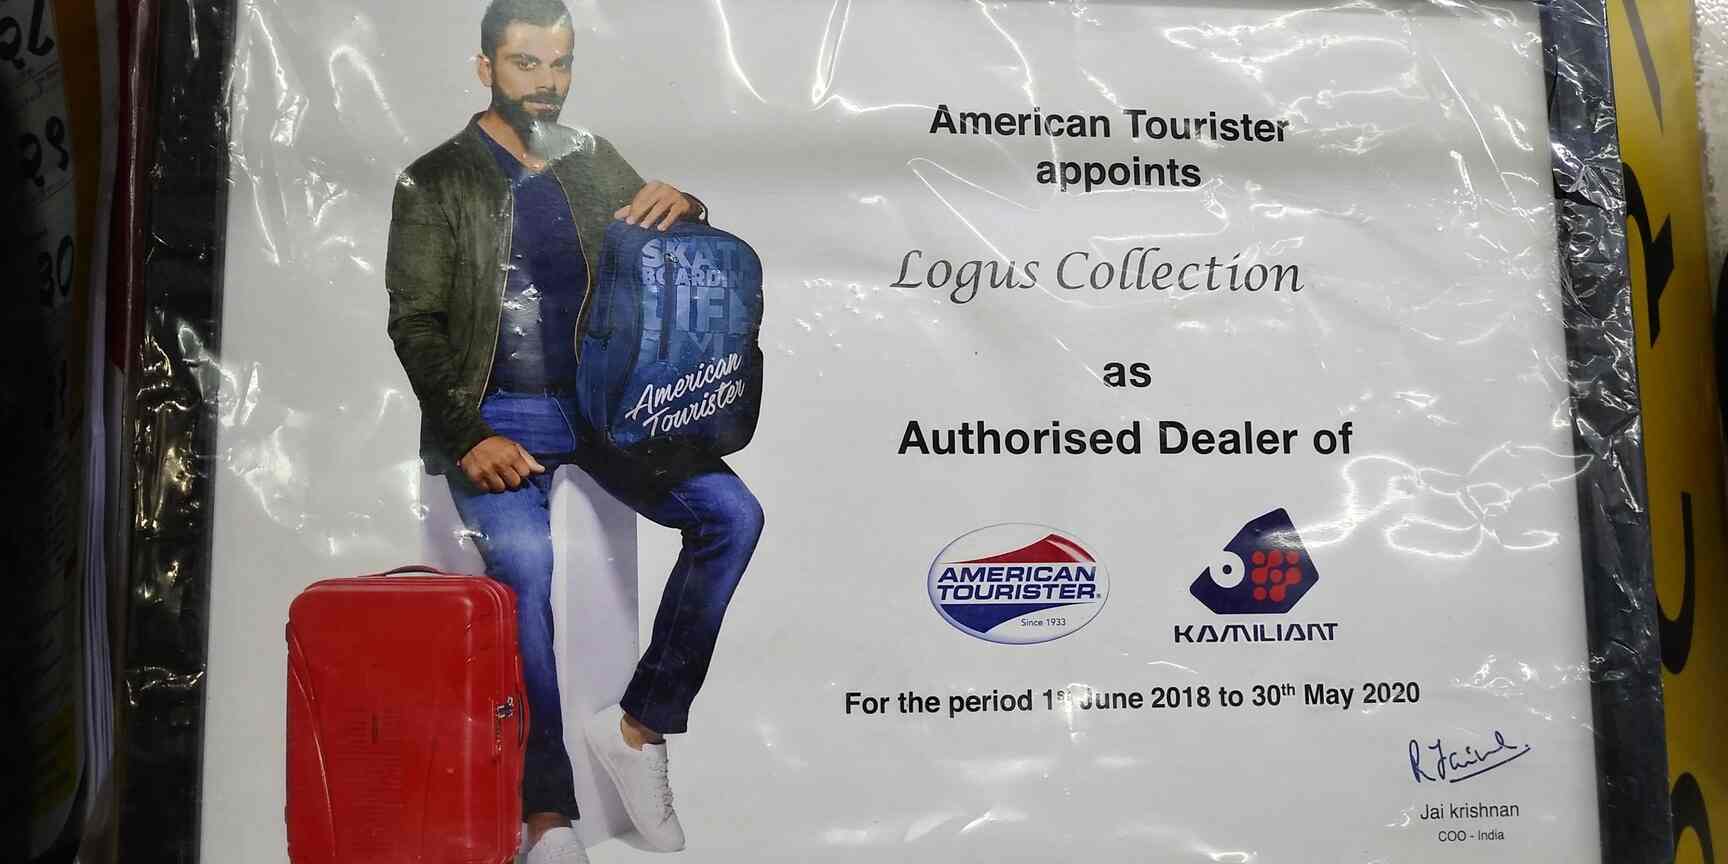 American Tourister
appoints
Logus Collection
as
Authorised Dealer of
AMERICAN
TOURISTER®
Since 1933
KAMILIANT
For the period 1st June 2018 to 30th May 2020
Jai krishnan
COO - India
SKAT
BOARDIN
LIFE
American
Tourister